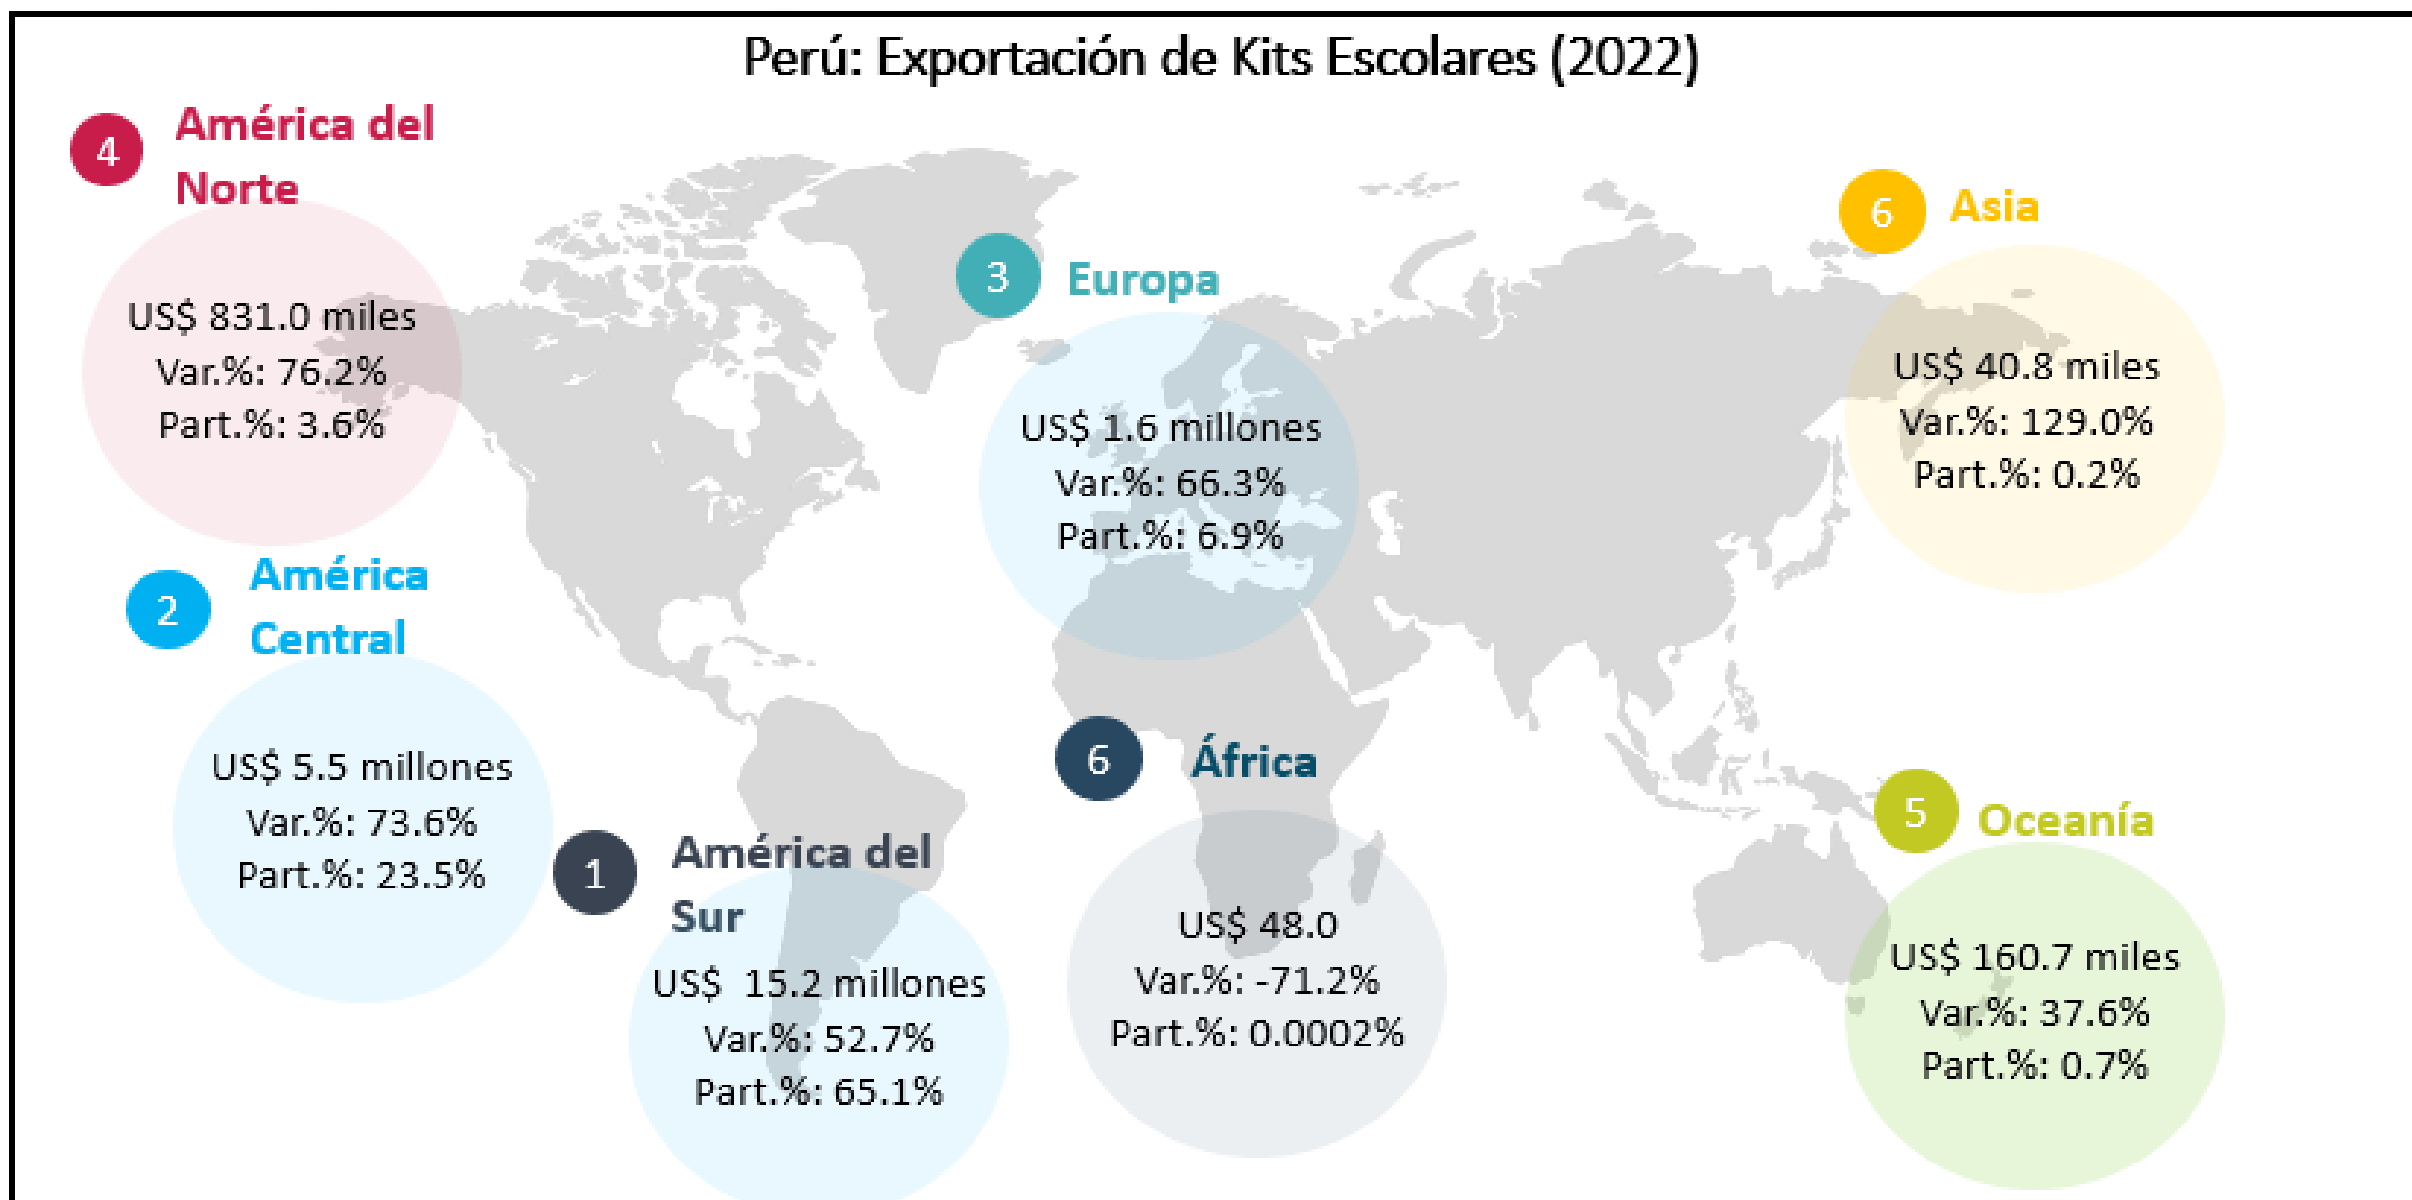 Perú: Exportación de Kits Escolares (2022)
4
América del
Norte
US$ 831.0 miles
Var.%: 76.2%
Part.%: 3.6%
2
América
Central
US$ 5.5 millones
Var.%: 73.6%
Part.%: 23.5%
1
América del
Sur
US$  15.2 millones
Var.%: 52.7%
Part.%: 65.1%
3
Europa
US$ 1.6 millones
Var.%: 66.3%
Part.%: 6.9%
6
África
US$ 48.0
Var.%: -71.2%
Part.%: 0.0002%
6
Asia
US$ 40.8 miles
Var.%: 129.0%
Part.%: 0.2%
5
Oceanía
US$ 160.7 miles
Var.%: 37.6%
Part.%: 0.7%